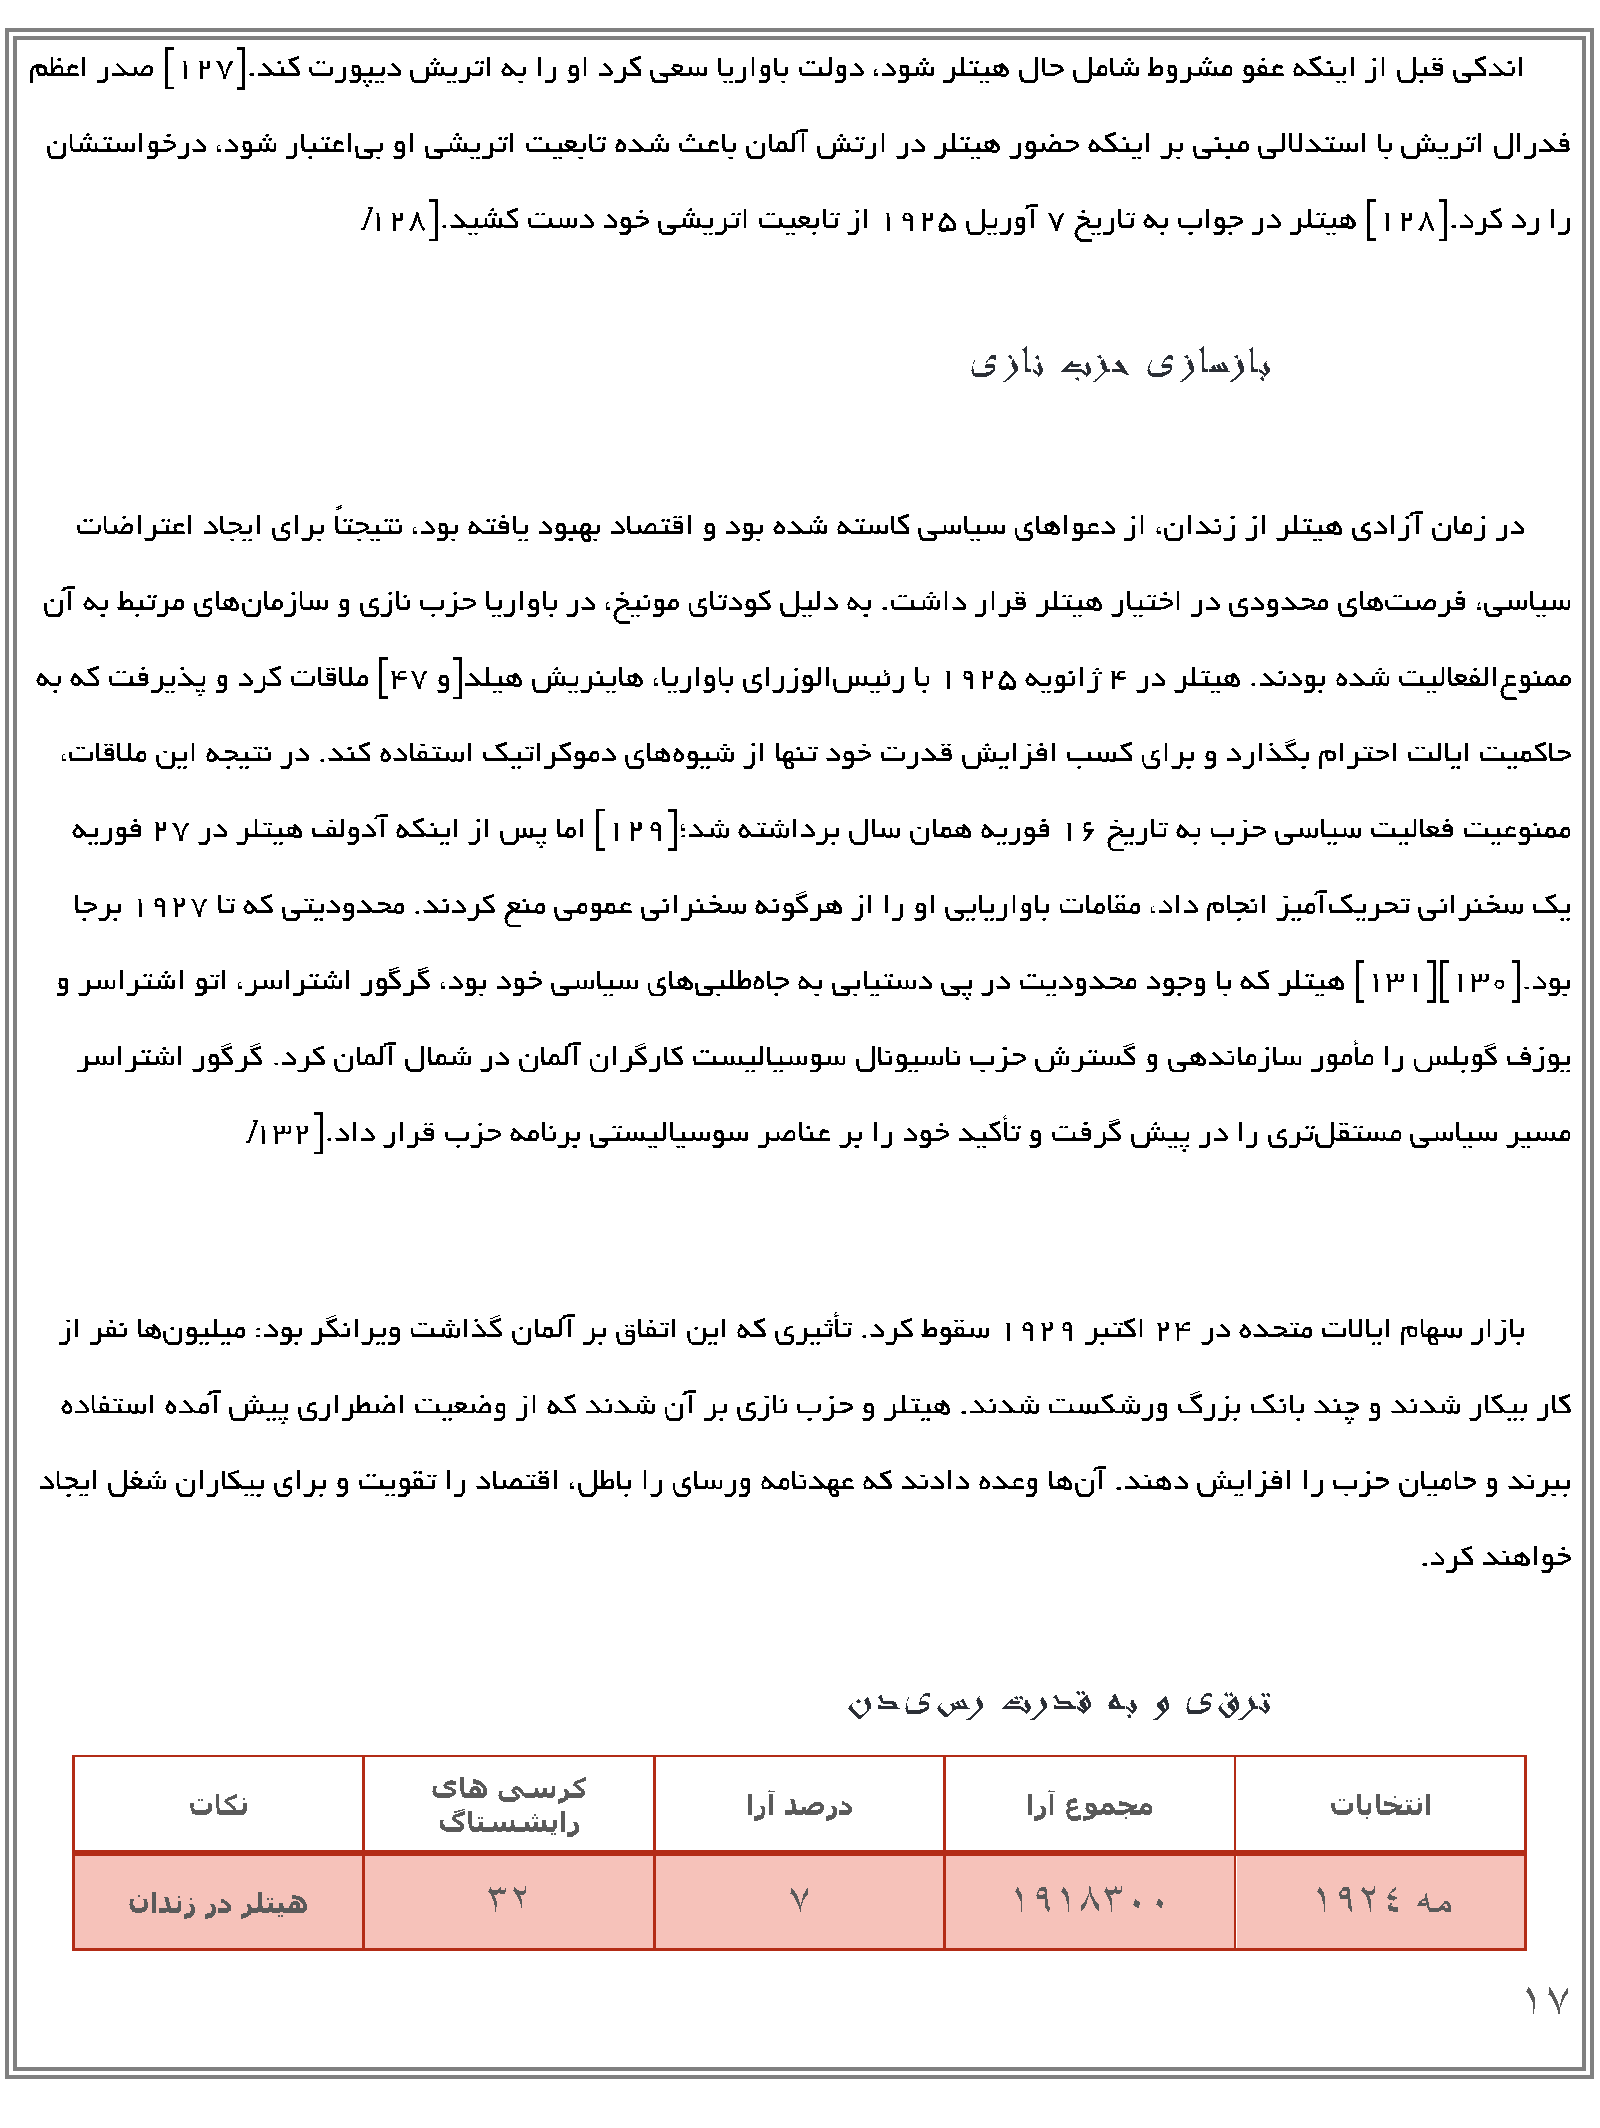 اندکی قبل از اینکه عفو مشروط شامل حال هیتلر شود، دولت باواریا سعی کرد او را به اتریش دیپورت کند.[۱۲۷] صدر اعظم
فدرال اتریش با استدلالی مبنی بر اینکه حضور هیتلر در ارتش آلمان باعث شده تابعیت اتریشی او بی‌اعتبار شود، درخواستشان
را رد کرد.[۱۲۸] هیتلر در جواب به تاریخ ۷ آوریل ۱۹۲۵ از تابعیت اتریشی خود دست کشید.[۱۲۸/
بازسازی حزب نازی
در زمان آزادی هیتلر از زندان، از دعواهای سیاسی کاسته شده بود و اقتصاد بهبود یافته بود، نتیجتاً برای ایجاد اعتراضات
سیاسی، فرصت‌های محدودی در اختیار هیتلر قرار داشت. به دلیل کودتای مونیخ، در باواریا حزب نازی و سازمان‌های مرتبط به آن
ممنوع‌الفعالیت شده بودند. هیتلر در ۴ ژانویه ۱۹۲۵ با رئیس‌الوزرای باواریا، هاینریش هیلد[و ۴۷] ملاقات کرد و پذیرفت که به
حاکمیت ایالت احترام بگذارد و برای کسب افزایش قدرت خود تنها از شیوه‌های دموکراتیک استفاده کند. در نتیجه این ملاقات،
ممنوعیت فعالیت سیاسی حزب به تاریخ ۱۶ فوریه همان سال برداشته شد؛[۱۲۹] اما پس از اینکه آدولف هیتلر در ۲۷ فوریه
یک سخنرانی تحریک‌آمیز انجام داد، مقامات باواریایی او را از هرگونه سخنرانی عمومی منع کردند. محدودیتی که تا ۱۹۲۷ برجا
بود.[۱۳۰][۱۳۱] هیتلر که با وجود محدودیت در پی دستیابی به جاه‌طلبی‌های سیاسی خود بود، گرگور اشتراسر، اتو اشتراسر و
یوزف گوبلس را مأمور سازماندهی و گسترش حزب ناسیونال سوسیالیست کارگران آلمان در شمال آلمان کرد. گرگور اشتراسر
مسیر سیاسی مستقل‌تری را در پیش گرفت و تأکید خود را بر عناصر سوسیالیستی برنامه حزب قرار داد.[۱۳۲/
بازار سهام ایالات متحده در ۲۴ اکتبر ۱۹۲۹ سقوط کرد. تأثیری که این اتفاق بر آلمان گذاشت ویرانگر بود: میلیون‌ها نفر از
کار بیکار شدند و چند بانک بزرگ ورشکست شدند. هیتلر و حزب نازی بر آن شدند که از وضعیت اضطراری پیش آمده استفاده
ببرند و حامیان حزب را افزایش دهند. آن‌ها وعده دادند که عهدنامه ورسای را باطل، اقتصاد را تقویت و برای بیکاران شغل ایجاد
خواهند کرد.
ترقی و به قدرت رسیدن
انتخابات مجموع آرا درصد آرا کرسی های رایشستاگ نکات
مه ۱۹۲٤ ۱۹۱۸۳۰۰ ۷ ۳۲ هیتلر در زندان
۱۷